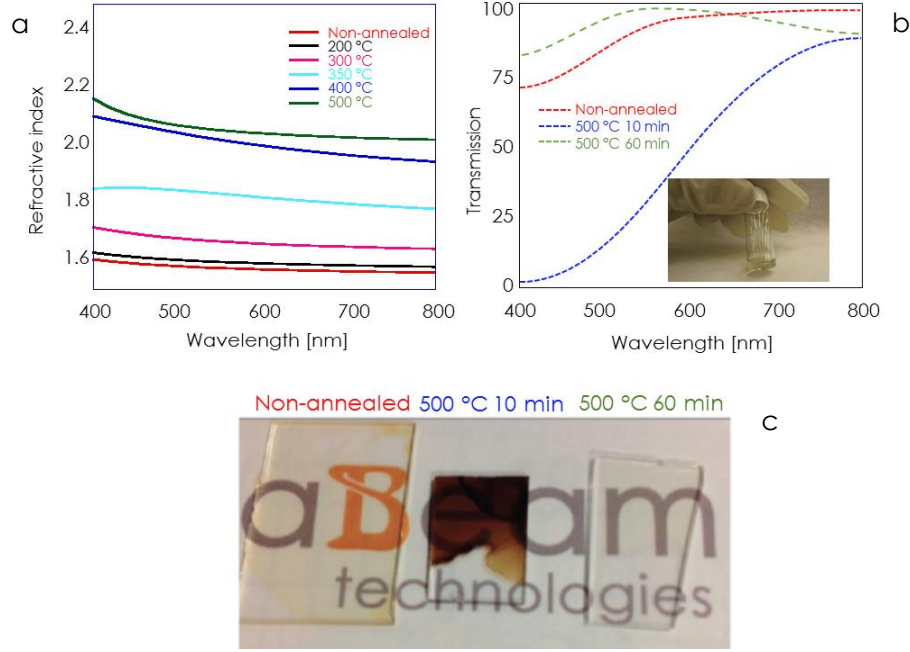 a
2.4
2.2
2.0
1.8
1.6
Refractive index
Non-annealed
200 °C
300 °C
350 °C
400 °C
500 °C
400 500 600 700 800
Wavelength [nm]
b
100
75
50
25
0
Transmission
Non-annealed
500 °C 10 min
500 °C 60 min
400 500 600 700 800
Wavelength [nm]
Non-annealed 500 °C 10 min 500 °C 60 min
c
aBeam
technologies